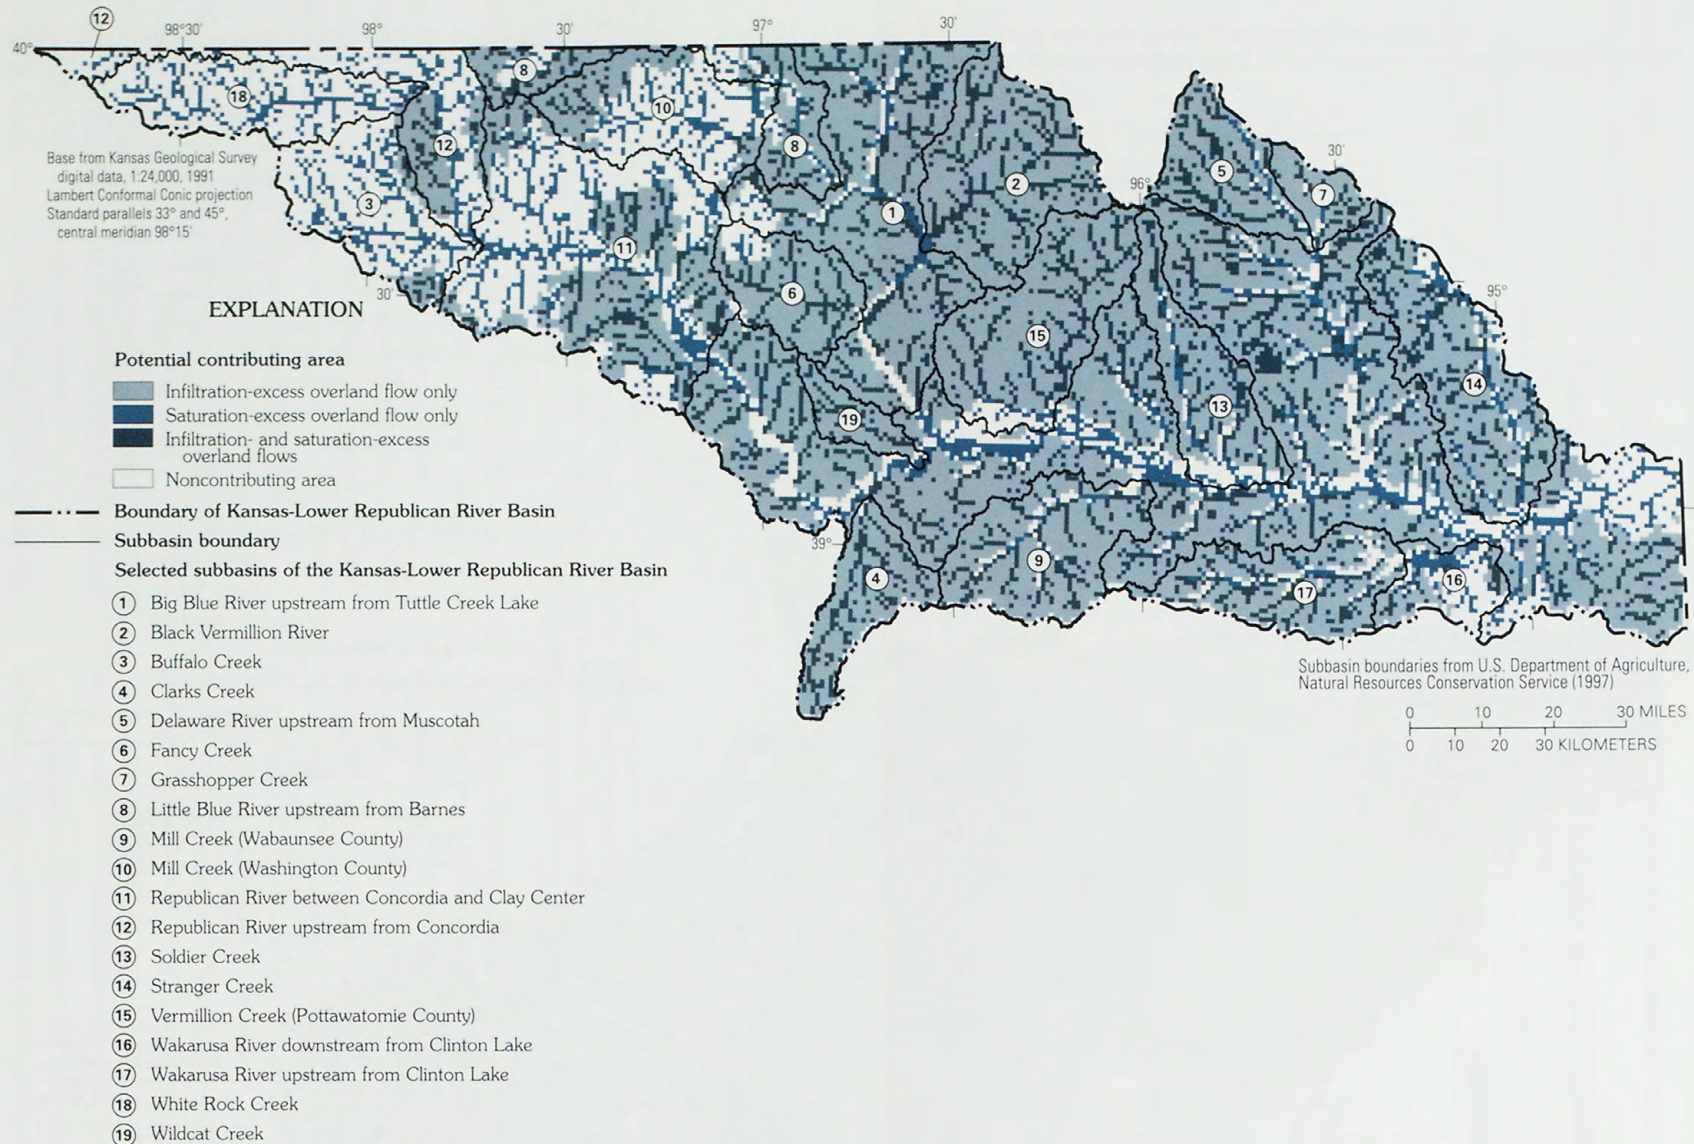 12
98°30'
98°
30'
97°
30'
40°
8
18
10
12
8
5
30'
7
2
96°
3
1
Base from Kansas Geological Survey
digital data, 1:24,000, 1991
Lambert Conformal Conic projection
Standard parallels 33° and 45°,
central meridian 98°15'
11
6
30'
95°
15
14
13
19
39°
9
4
16
17
EXPLANATION
Potential contributing area
Infiltration-excess overland flow only
Saturation-excess overland flow only
Infiltration- and saturation-excess
overland flows
Noncontributing area
Boundary of Kansas-Lower Republican River Basin
Subbasin boundary
Selected subbasins of the Kansas-Lower Republican River Basin
1 Big Blue River upstream from Tuttle Creek Lake
2 Black Vermillion River
3 Buffalo Creek
4 Clarks Creek
5 Delaware River upstream from Muscotah
6 Fancy Creek
7 Grasshopper Creek
8 Little Blue River upstream from Barnes
9 Mill Creek (Wabaunsee County)
10 Mill Creek (Washington County)
11 Republican River between Concordia and Clay Center
12 Republican River upstream from Concordia
13 Soldier Creek
14 Stranger Creek
15 Vermillion Creek (Pottawatomie County)
16 Wakarusa River downstream from Clinton Lake
17 Wakarusa River upstream from Clinton Lake
18 White Rock Creek
19 Wildcat Creek
Subbasin boundaries from U.S. Department of Agriculture,
Natural Resources Conservation Service (1997)
0 10 20 30 MILES
0 10 20 30 KILOMETERS